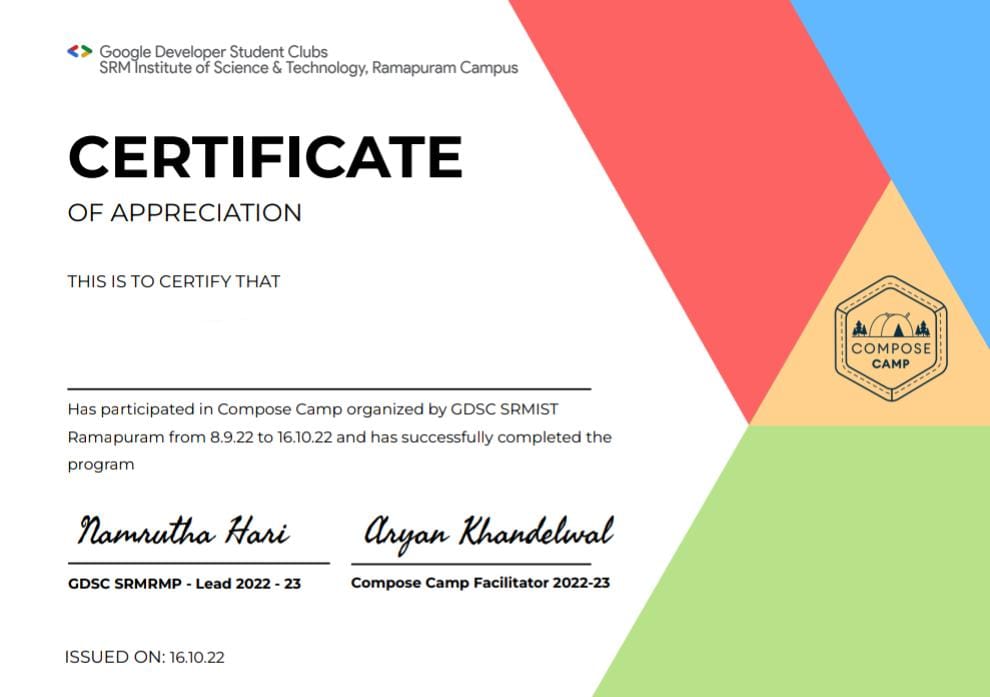 Google Developer Student Clubs
SRM Institute of Science & Technology, Ramapuram Campus
CERTIFICATE
OF APPRECIATION
THIS IS TO CERTIFY THAT
COMPOSE
CAMP
Has participated in Compose Camp organized by GDSC SRMIST
Ramapuram from 8.9.22 to 16.10.22 and has successfully completed the
program
Namrutha Hari
Aryan Khandelwal
GDSC SRMRMP - Lead 2022 - 23
Compose Camp Facilitator 2022-23
ISSUED ON: 16.10.22